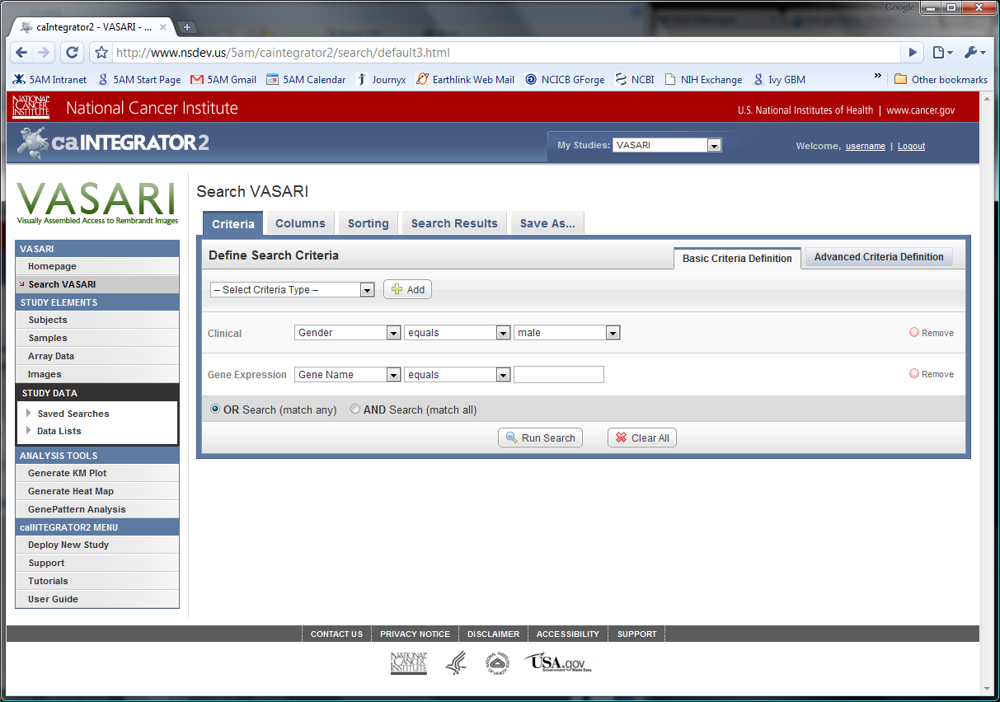 Google
caIntegrator2 - VASARI - ...
http://www.nsdev.us/5am/caintegrator2/search/default3.html
5AM Intranet 5AM Start Page 5AM Gmail 5AM Calendar Journyx Earthlink Web Mail NCICB GForge NCBI NIH Exchange Ivy GBM » Other bookmarks
NATIONAL CANCER INSTITUTE National Cancer Institute U.S. National Institutes of Health | www.cancer.gov
caINTEGRATOR2 My Studies: VASARI Welcome, username | Logout
VASARI
Visually Assembled Access to Rembrandt Images
VASARI
Homepage
Search VASARI
STUDY ELEMENTS
Subjects
Samples
Array Data
Images
STUDY DATA
Saved Searches
Data Lists
ANALYSIS TOOLS
Generate KM Plot
Generate Heat Map
GenePattern Analysis
caINTEGRATOR2 MENU
Deploy New Study
Support
Tutorials
User Guide
Search VASARI
Criteria Columns Sorting Search Results Save As...
Define Search Criteria Basic Criteria Definition Advanced Criteria Definition
– Select Criteria Type – Add
Clinical Gender equals male Remove
Gene Expression Gene Name equals Remove
OR Search (match any) AND Search (match all)
Run Search Clear All
CONTACT US PRIVACY NOTICE DISCLAIMER ACCESSIBILITY SUPPORT
NATIONAL CANCER INSTITUTE USA.gov
Government Made Easy